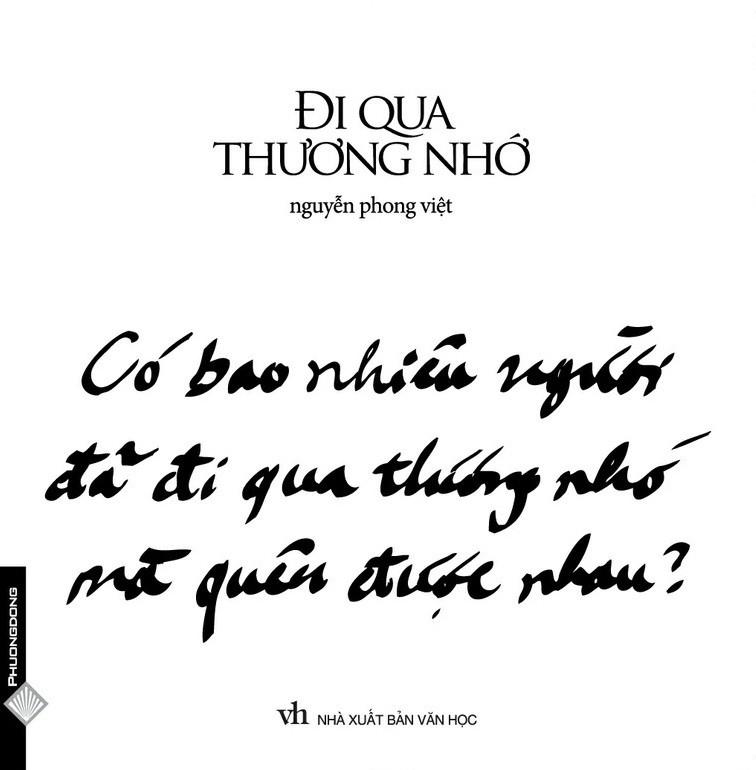 ĐI QUA
THƯƠNG NHỚ
nguyễn phong việt
Có bao nhiêu người
đã đi qua thương nhớ
mà quên được nhau?
PHUONGDONG
vh NHÀ XUẤT BẢN VĂN HỌC